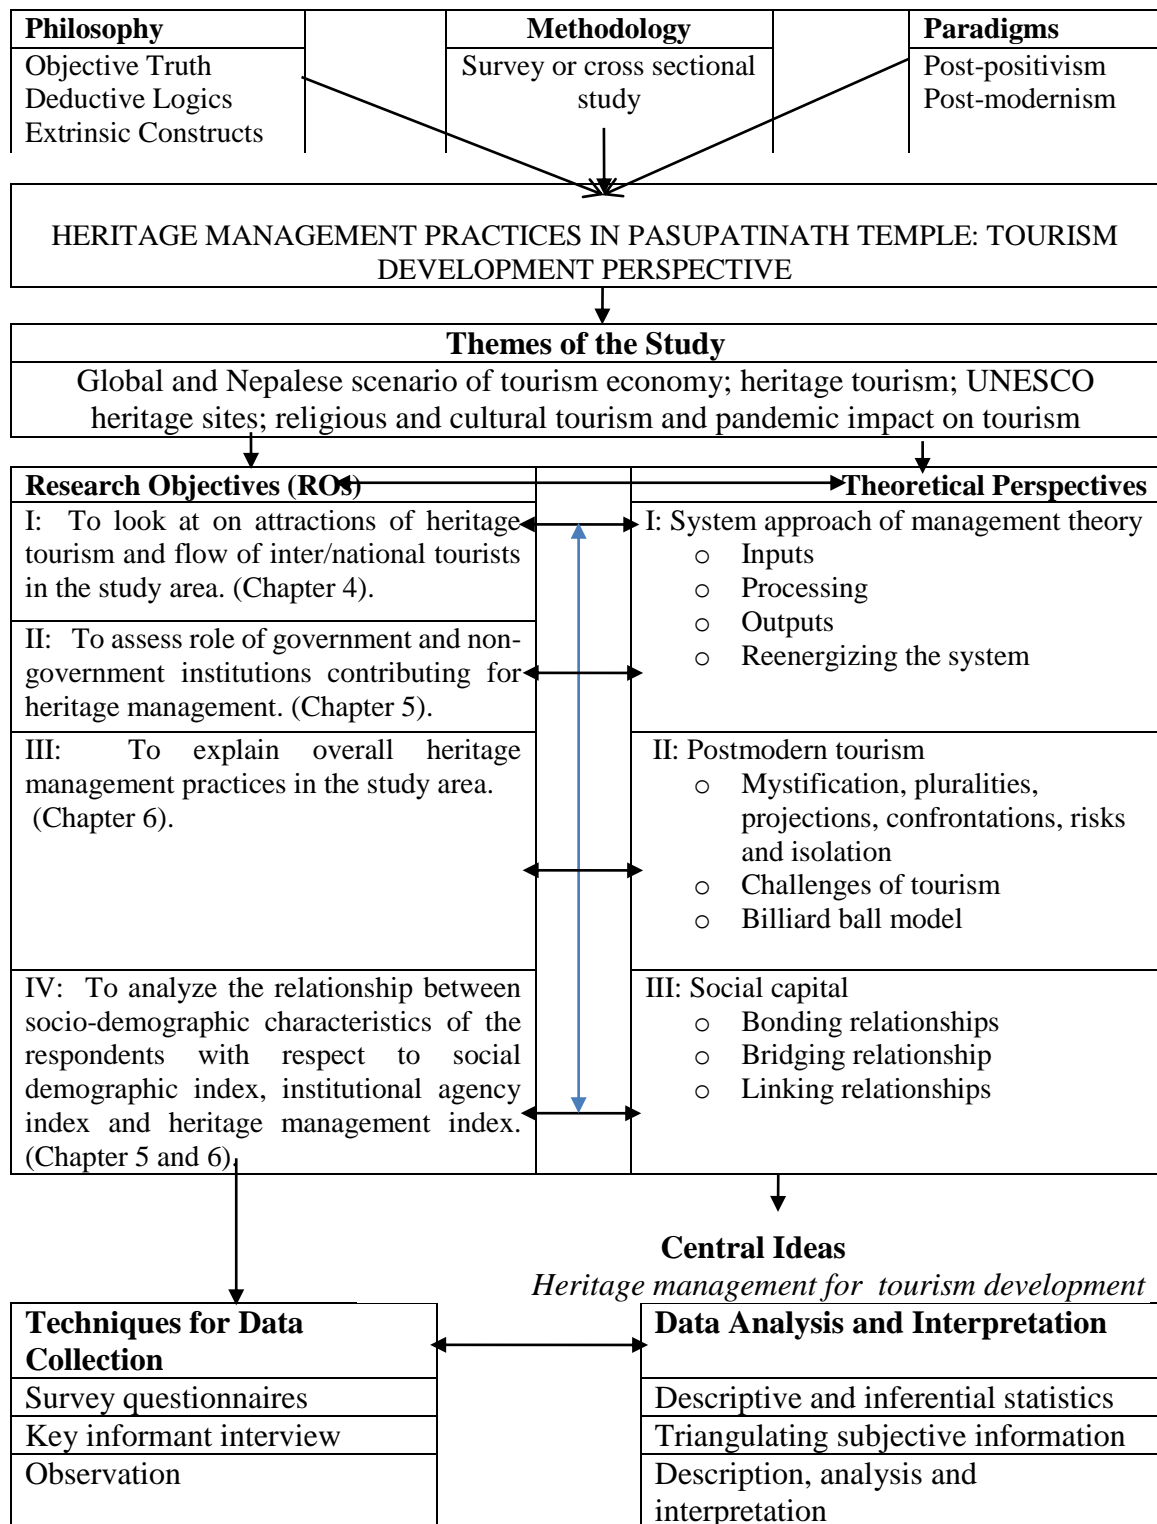 Philosophy
Objective Truth
Deductive Logics
Extrinsic Constructs
Methodology
Survey or cross sectional
study
Paradigms
Post-positivism
Post-modernism
HERITAGE MANAGEMENT PRACTICES IN PASUPATINATH TEMPLE: TOURISM
DEVELOPMENT PERSPECTIVE
Themes of the Study
Global and Nepalese scenario of tourism economy; heritage tourism; UNESCO
heritage sites; religious and cultural tourism and pandemic impact on tourism
Research Objectives (ROs)
I: To look at on attractions of heritage
tourism and flow of inter/national tourists
in the study area. (Chapter 4).
II: To assess role of government and non-
government institutions contributing for
heritage management. (Chapter 5).
III: To explain overall heritage
management practices in the study area.
(Chapter 6).
IV: To analyze the relationship between
socio-demographic characteristics of the
respondents with respect to social
demographic index, institutional agency
index and heritage management index.
(Chapter 5 and 6).
Theoretical Perspectives
I: System approach of management theory
o Inputs
o Processing
o Outputs
o Reenergizing the system
II: Postmodern tourism
o Mystification, pluralities,
projections, confrontations, risks
and isolation
o Challenges of tourism
o Billiard ball model
III: Social capital
o Bonding relationships
o Bridging relationship
o Linking relationships
Central Ideas
Heritage management for tourism development
Techniques for Data
Collection
Survey questionnaires
Key informant interview
Observation
Data Analysis and Interpretation
Descriptive and inferential statistics
Triangulating subjective information
Description, analysis and
interpretation